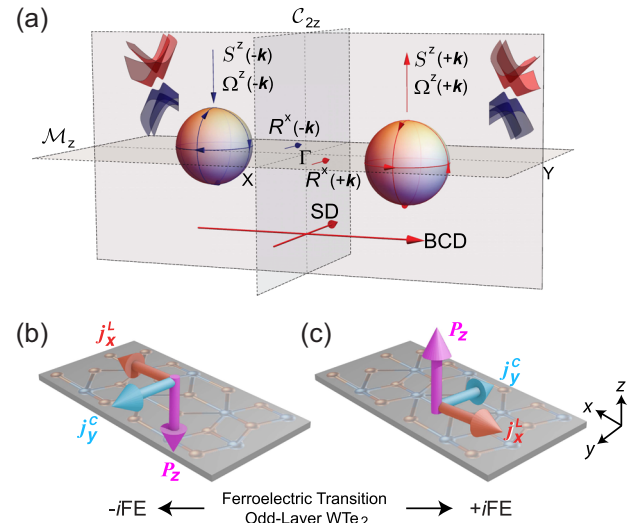 (a)
𝒞₂z
Sᶻ(-k)
Ωᶻ(-k)
Sᶻ(+k)
Ωᶻ(+k)
ℳz
Rˣ(-k)
Γ
X
Rˣ(+k)
Y
SD
BCD
(b)
(c)
jₓᴸ
Pz
jyᶜ
jyᶜ
Pz
jₓᴸ
z
x
y
-iFE
Ferroelectric Transition
+iFE
Odd-Layer WTe₂